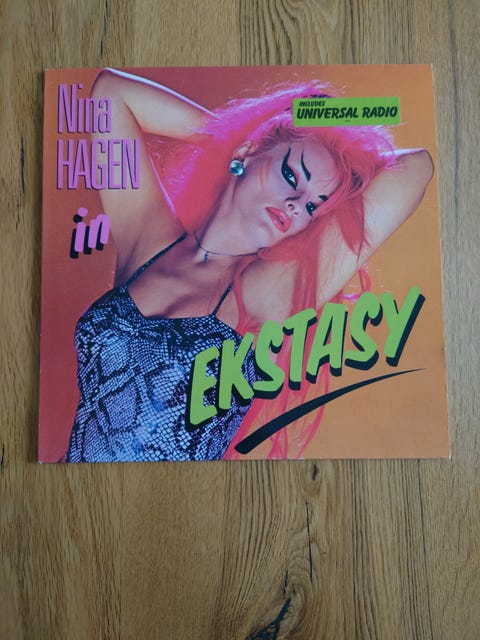 Nina
HAGEN
in
EKSTASY
INCLUDES
UNIVERSAL RADIO